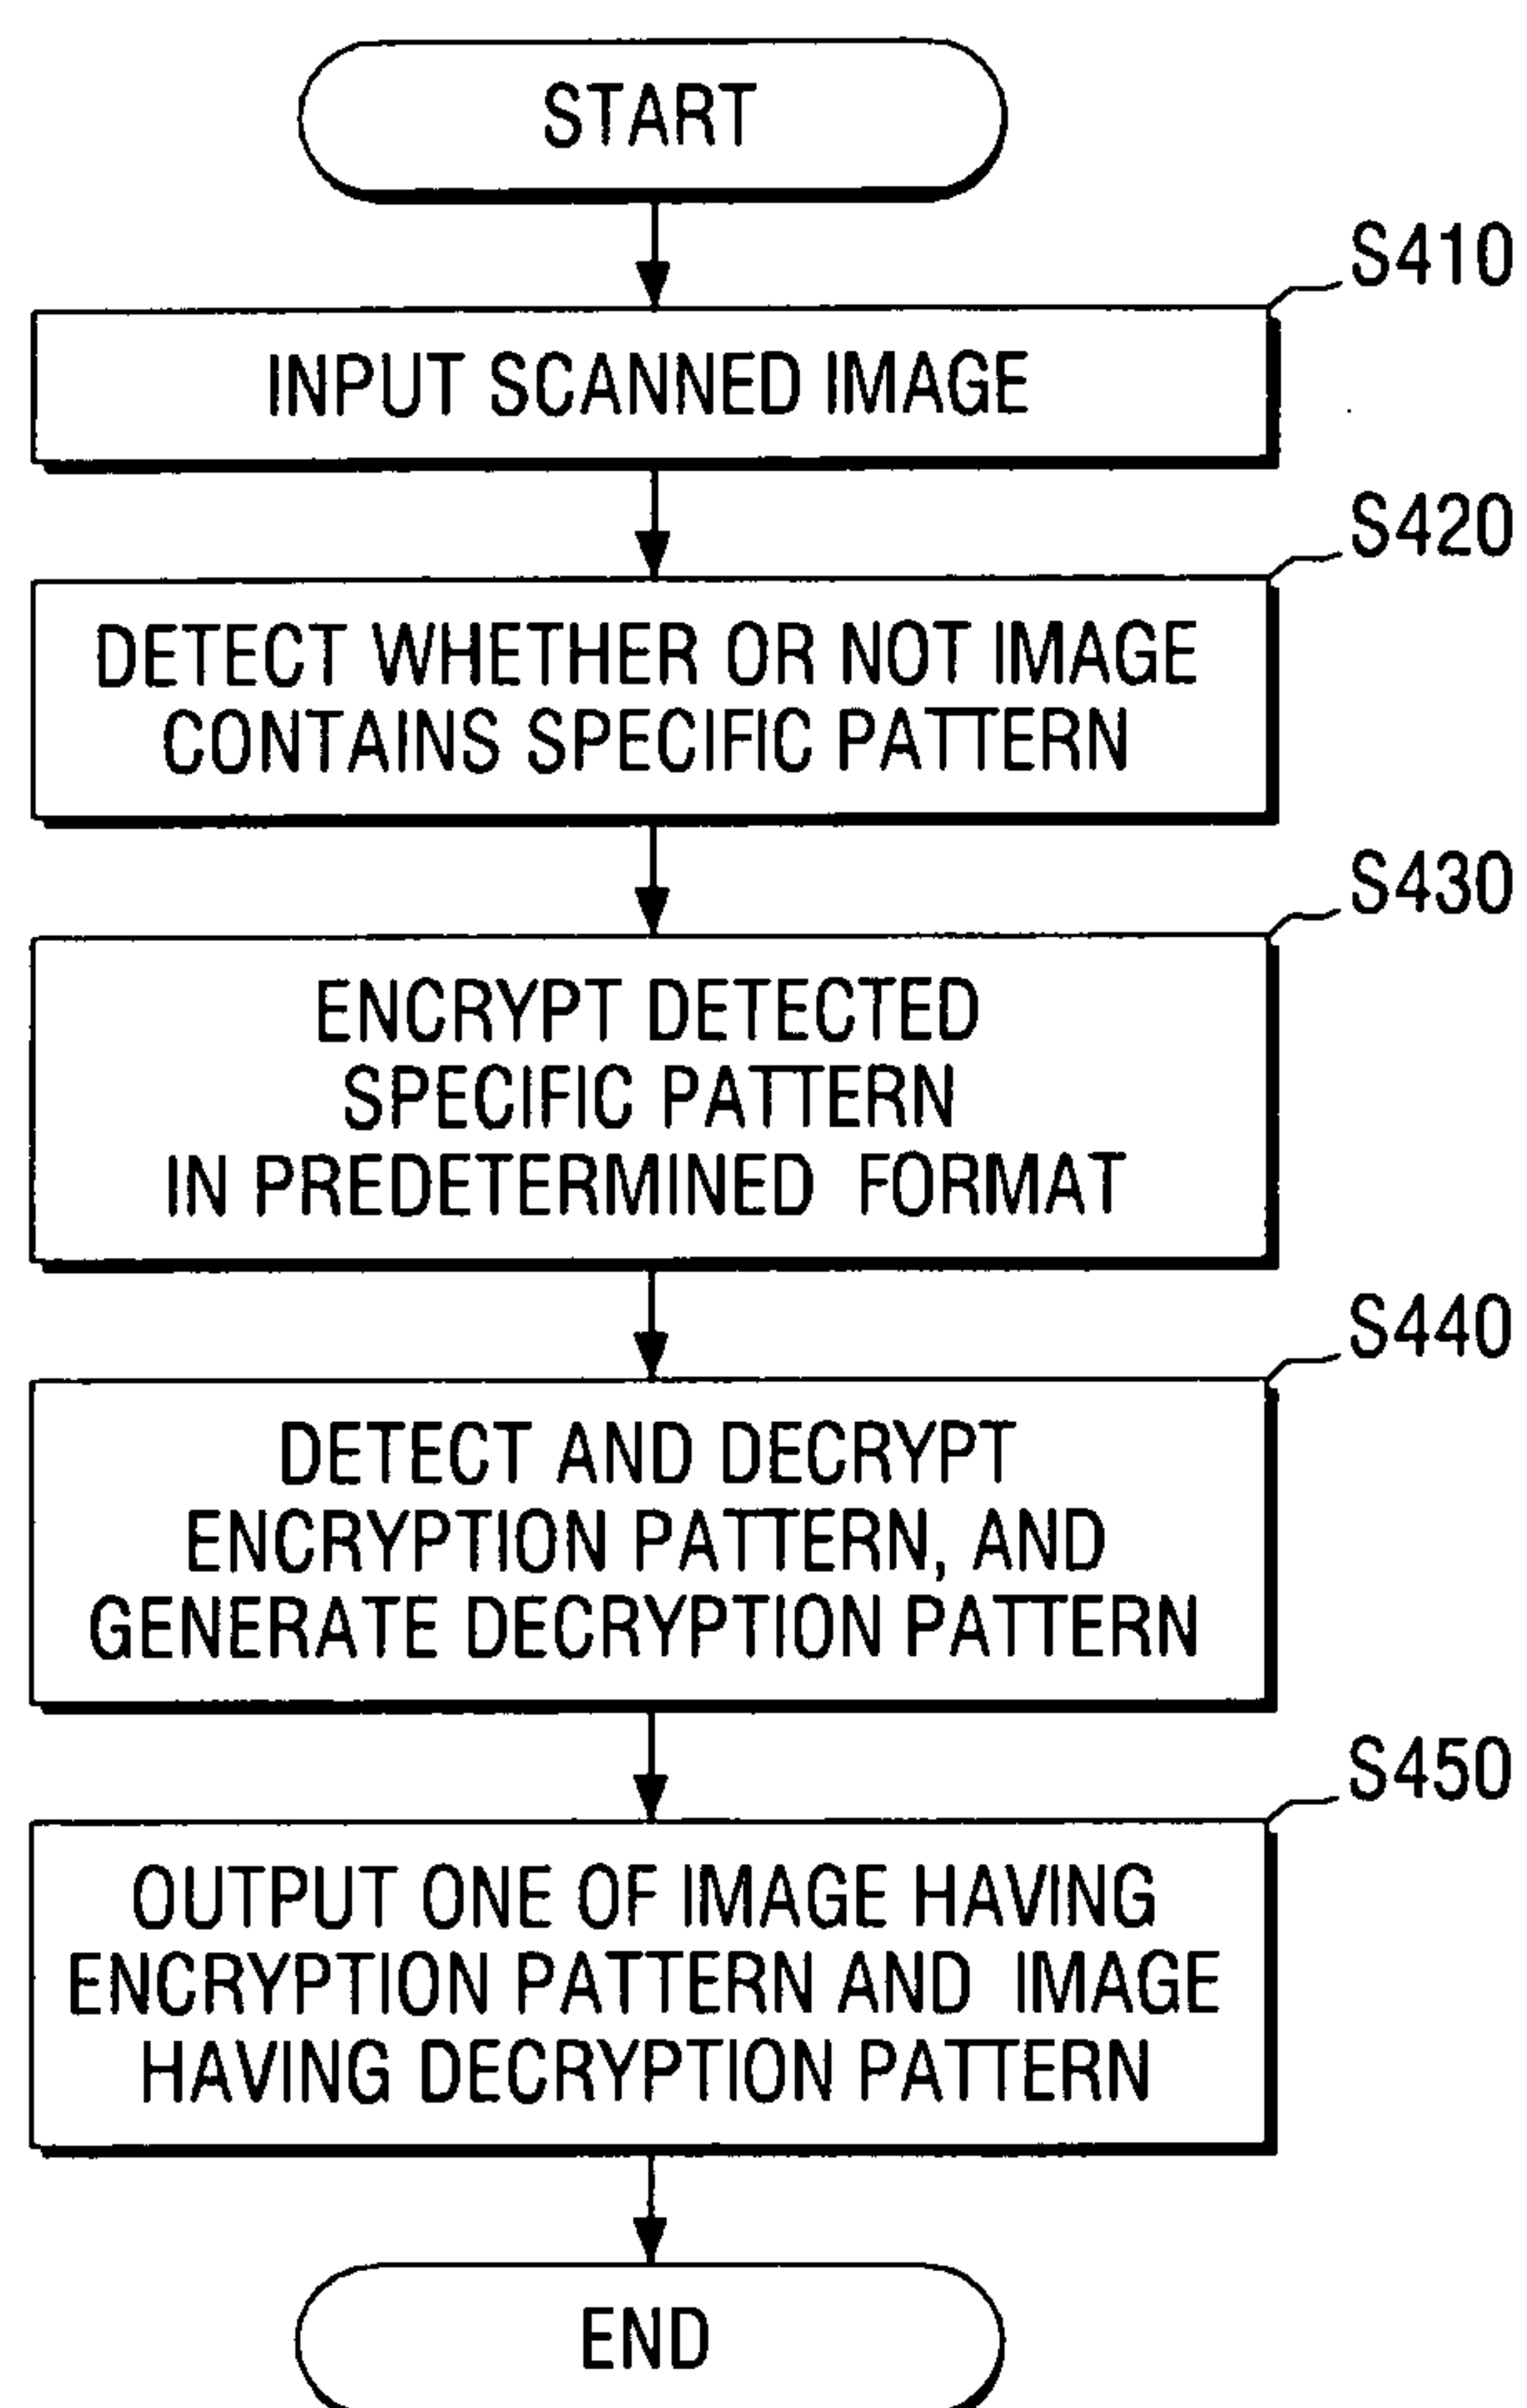 START
S410
INPUT SCANNED IMAGE
S420
DETECT WHETHER OR NOT IMAGE
CONTAINS SPECIFIC PATTERN
S430
ENCRYPT DETECTED
SPECIFIC PATTERN
IN PREDETERMINED FORMAT
S440
DETECT AND DECRYPT
ENCRYPTION PATTERN, AND
GENERATE DECRYPTION PATTERN
S450
OUTPUT ONE OF IMAGE HAVING
ENCRYPTION PATTERN AND IMAGE
HAVING DECRYPTION PATTERN
END